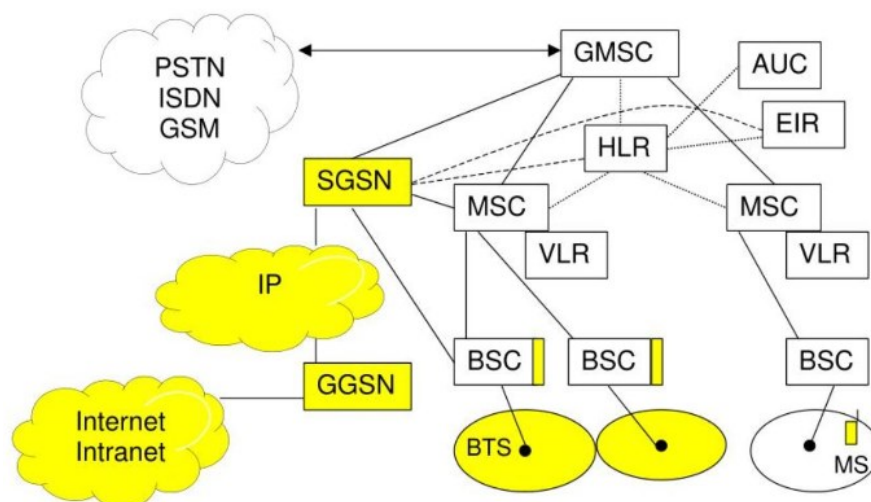 PSTN
ISDN
GSM
GMSC
AUC
EIR
HLR
SGSN
MSC
VLR
MSC
VLR
IP
BSC
BSC
BSC
GGSN
Internet
Intranet
BTS
MS